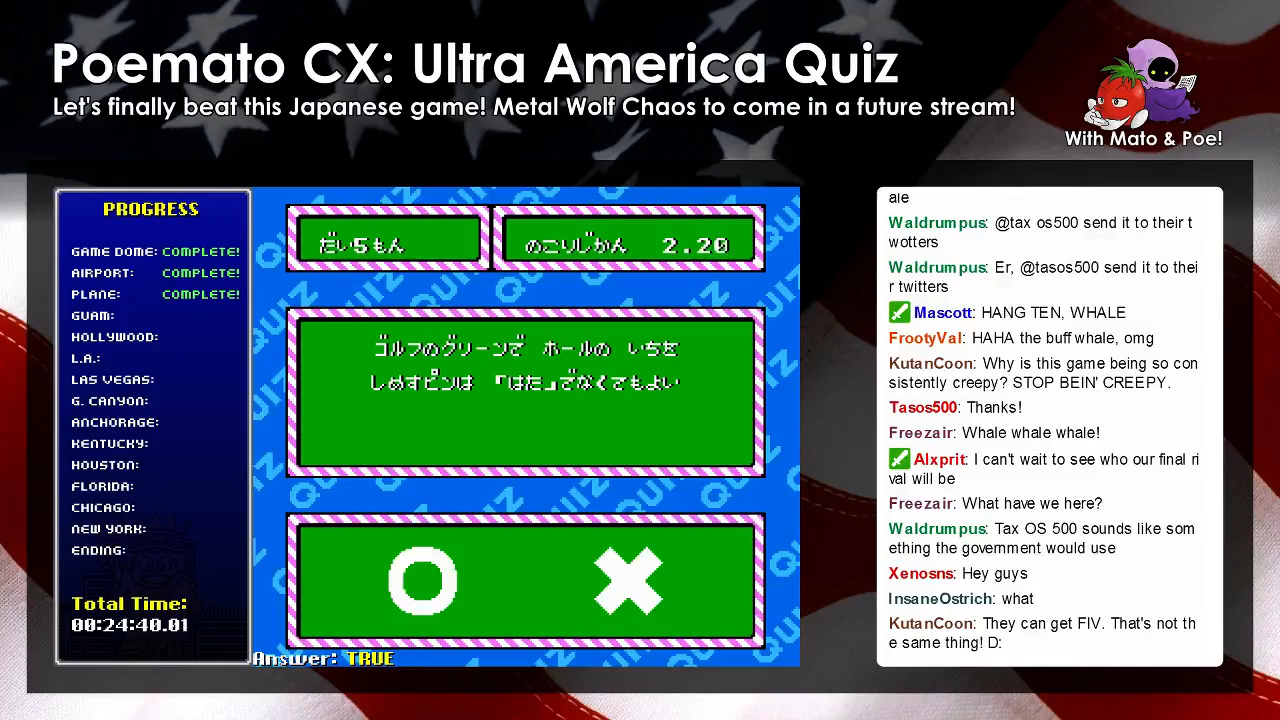 Poemato CX: Ultra America Quiz
Let's finally beat this Japanese game! Metal Wolf Chaos to come in a future stream!
With Mato & Poe!
PROGRESS
GAME DOME: COMPLETE!
AIRPORT: COMPLETE!
PLANE: COMPLETE!
GUAM:
HOLLYWOOD:
L.A.:
LAS VEGAS:
G. CANYON:
ANCHORAGE:
KENTUCKY:
HOUSTON:
FLORIDA:
CHICAGO:
NEW YORK:
ENDING:
Total Time:
00:24:40.01
だい5もん
のこりじかん 2.20
ゴルフのグリーンで ホールの いちを
しめすピンは 「はた」でなくてもよい
O X
Answer: TRUE
ale
Waldrumpus: @tax os500 send it to their t
wotters
Waldrumpus: Er, @tasos500 send it to thei
r twitters
Mascott: HANG TEN, WHALE
FrootyVal: HAHA the buff whale, omg
KutanCoon: Why is this game being so con
sistently creepy? STOP BEIN' CREEPY.
Tasos500: Thanks!
Freezair: Whale whale whale!
Alxprit: I can't wait to see who our final ri
val will be
Freezair: What have we here?
Waldrumpus: Tax OS 500 sounds like som
ething the government would use
Xenosns: Hey guys
InsaneOstrich: what
KutanCoon: They can get FIV. That's not th
e same thing! D:
QUIZ